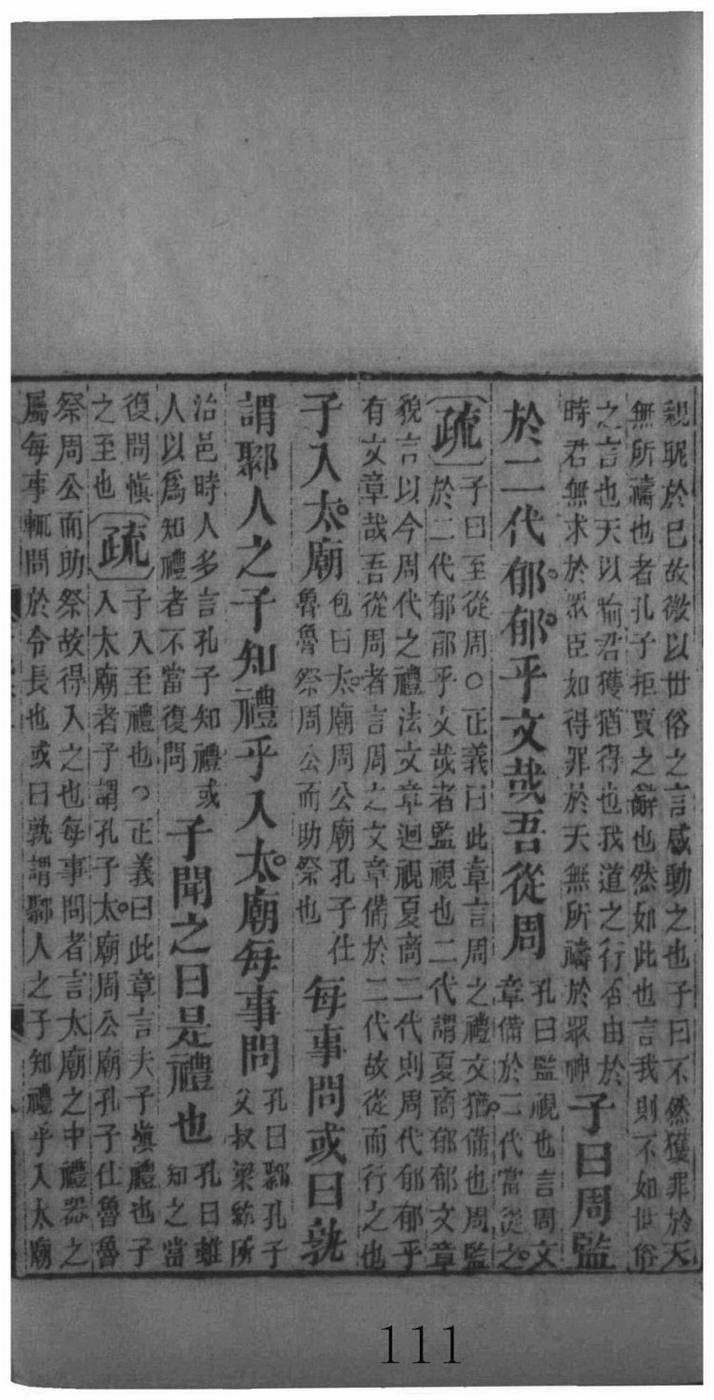 親昵於已故微以世俗之言感動之也子曰不然獲罪於天
無所禱也者孔子拒賈之辭也然如此也言我則不如世俗
之言也天以喻君獲猶得也我道之行否由於
時君無求於眾臣如得罪於天無所禱於眾神
子曰周監
於二代郁郁乎文哉吾從周
孔曰監視也言周文
章備於二代當從之
疏
子曰至從周○正義曰此章言周之禮文猶備也周監
於二代郁郁乎文哉者監視也二代謂夏商郁郁文章
貌言以今周代之禮法文章迴視夏商二代則周代郁郁乎
有文章哉吾從周者言周之文章備於二代故從而行之也
子入太廟
包曰太廟周公廟孔子仕
魯魯祭周公而助祭也
每事問或曰孰
謂鄹人之子知禮乎入太廟每事問
孔曰鄹孔子
父叔梁紇所
治邑時人多言孔子知禮或
人以爲知禮者不當復問
子聞之曰是禮也
孔曰雖
知之當
復問愼
之至也
疏
子入至禮也○正義曰此章言夫子愼禮也子
入太廟者子謂孔子太廟周公廟孔子仕魯魯
祭周公而助祭故得入之也每事問者言太廟之中禮器之
屬每事輒問於令長也或曰孰謂鄹人之子知禮乎入太廟
111